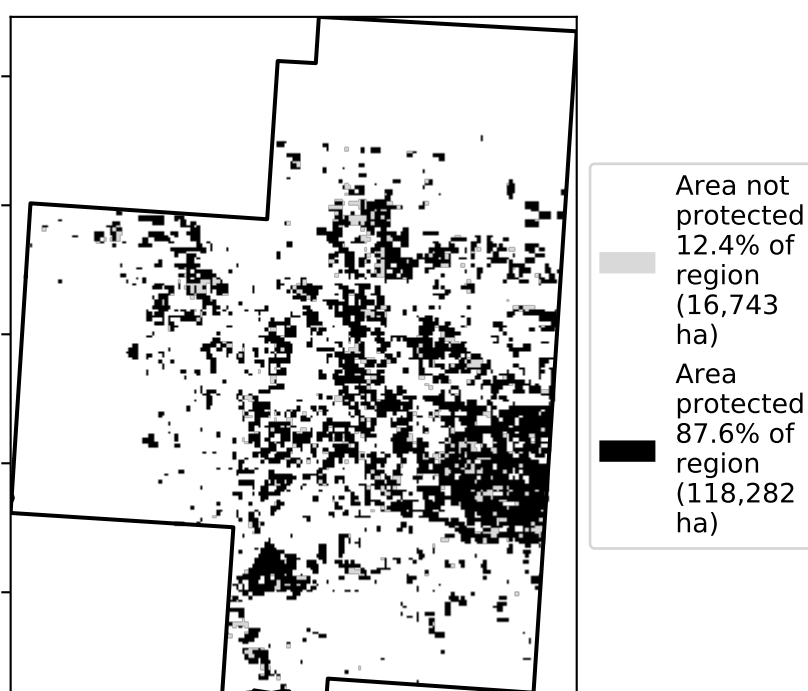 Area not
protected
12.4% of
region
(16,743
ha)
Area
protected
87.6% of
region
(118,282
ha)